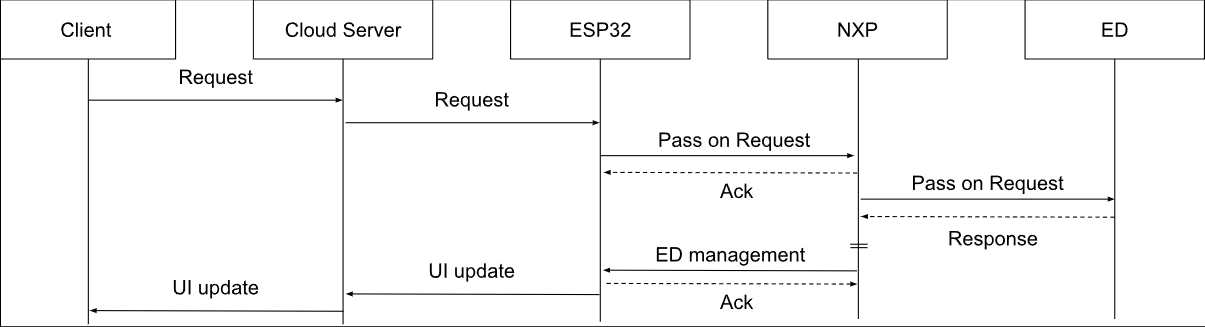 Client
Cloud Server
ESP32
NXP
ED
Request
Request
Pass on Request
Ack
Pass on Request
Response
ED management
UI update
UI update
Ack